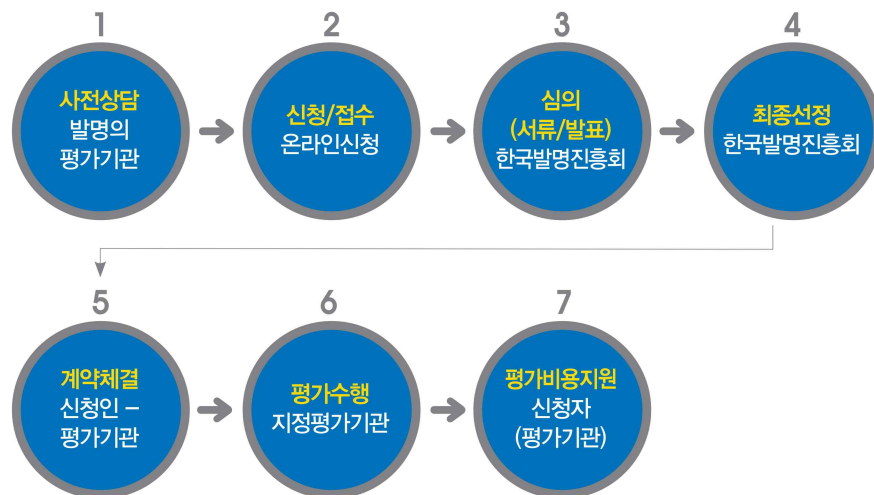 1
사전상담
발명의
평가기관
2
신청/접수
온라인신청
3
심의
(서류/발표)
한국발명진흥회
4
최종선정
한국발명진흥회
5
계약체결
신청인 –
평가기관
6
평가수행
지정평가기관
7
평가비용지원
신청자
(평가기관)